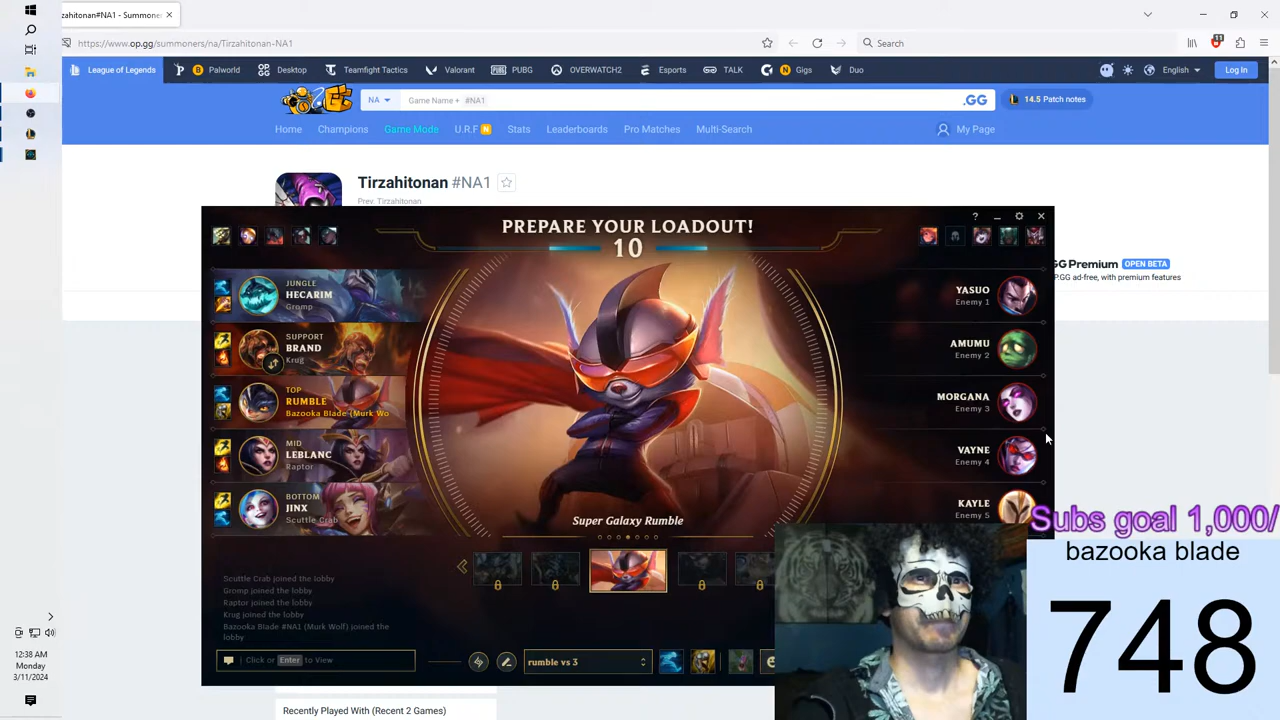 Tirzahitonan#NA1 - Summone
https://www.op.gg/summoners/na/Tirzahitonan-NA1
Search
11
League of Legends
B Palworld
Desktop
Teamfight Tactics
Valorant
PUBG
OVERWATCH2
Esports
TALK
N Gigs
Duo
English
Log In
NA
Game Name + #NA1
.GG
14.5 Patch notes
Home
Champions
Game Mode
U.R.F N
Stats
Leaderboards
Pro Matches
Multi-Search
My Page
Tirzahitonan #NA1
Prev. Tirzahitonan
GG Premium OPEN BETA
P.GG ad-free, with premium features
PREPARE YOUR LOADOUT!
10
JUNGLE
HECARIM
Gromp
SUPPORT
BRAND
Krug
TOP
RUMBLE
Bazooka Blade (Murk Wo
MID
LEBLANC
Raptor
BOTTOM
JINX
Scuttle Crab
YASUO
Enemy 1
AMUMU
Enemy 2
MORGANA
Enemy 3
VAYNE
Enemy 4
KAYLE
Enemy 5
Super Galaxy Rumble
Scuttle Crab joined the lobby
Gromp joined the lobby
Raptor joined the lobby
Krug joined the lobby
Bazooka Blade #NA1 (Murk Wolf) joined the
lobby
Click or Enter to View
rumble vs 3
Subs goal 1,000/
bazooka blade
748
12:38 AM
Monday
3/11/2024
Recently Played With (Recent 2 Games)